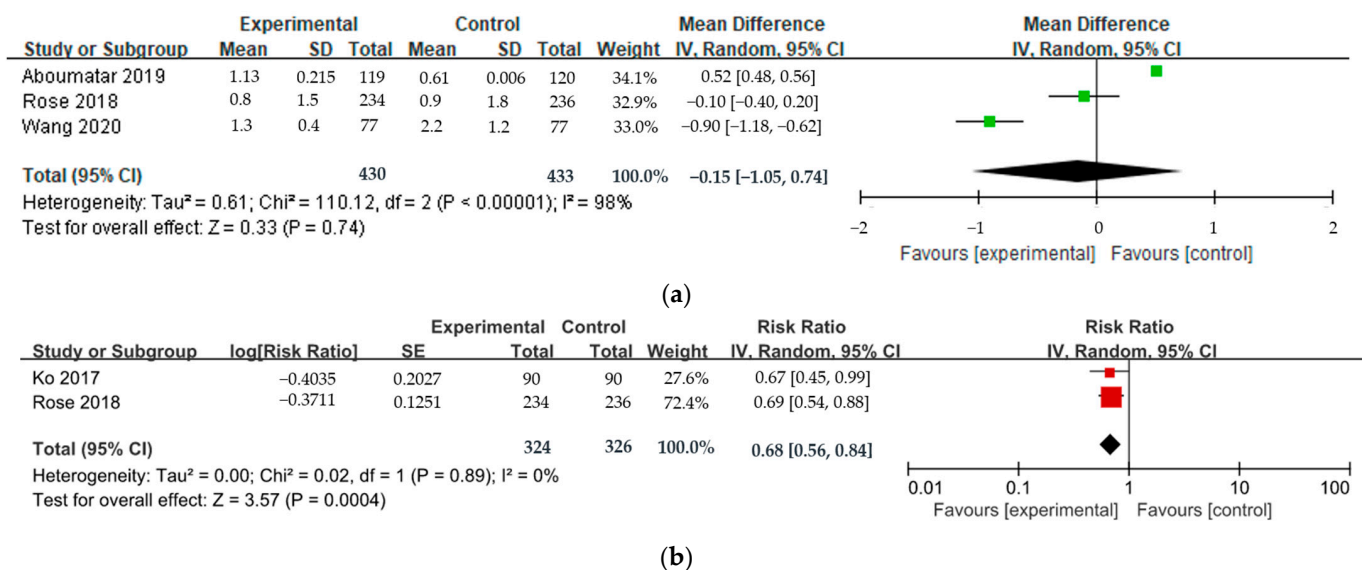 Experimental Control Mean Difference Mean Difference
Study or Subgroup Mean SD Total Mean SD Total Weight IV, Random, 95% CI IV, Random, 95% CI
Aboumatar 2019 1.13 0.215 119 0.61 0.006 120 34.1% 0.52 [0.48, 0.56]
Rose 2018 0.8 1.5 234 0.9 1.8 236 32.9% −0.10 [−0.40, 0.20]
Wang 2020 1.3 0.4 77 2.2 1.2 77 33.0% −0.90 [−1.18, −0.62]
Total (95% CI) 430 433 100.0% −0.15 [−1.05, 0.74]
Heterogeneity: Tau² = 0.61; Chi² = 110.12, df = 2 (P < 0.00001); I² = 98%
Test for overall effect: Z = 0.33 (P = 0.74)
−2 −1 0 1 2
Favours [experimental] Favours [control]
(a)
Experimental Control Risk Ratio Risk Ratio
Study or Subgroup log[Risk Ratio] SE Total Total Weight IV, Random, 95% CI IV, Random, 95% CI
Ko 2017 −0.4035 0.2027 90 90 27.6% 0.67 [0.45, 0.99]
Rose 2018 −0.3711 0.1251 234 236 72.4% 0.69 [0.54, 0.88]
Total (95% CI) 324 326 100.0% 0.68 [0.56, 0.84]
Heterogeneity: Tau² = 0.00; Chi² = 0.02, df = 1 (P = 0.89); I² = 0%
Test for overall effect: Z = 3.57 (P = 0.0004)
0.01 0.1 1 10 100
Favours [experimental] Favours [control]
(b)